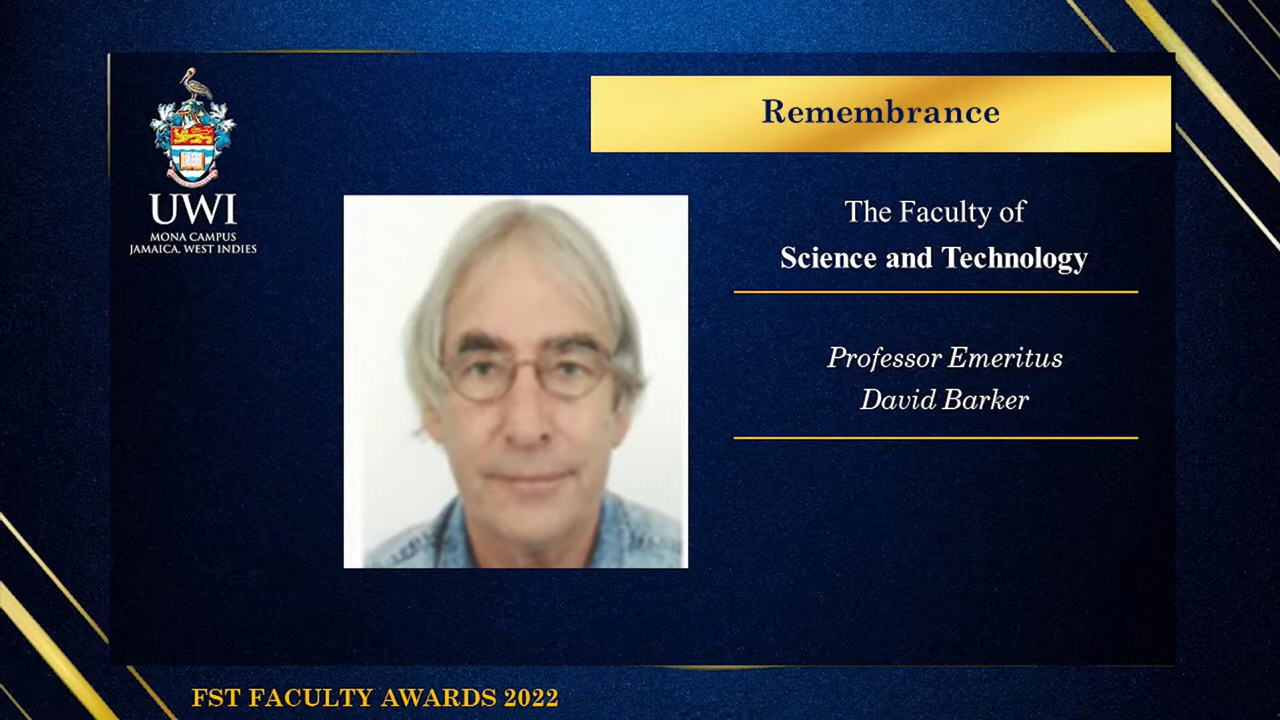 Remembrance
UWI
MONA CAMPUS
JAMAICA, WEST INDIES
The Faculty of
Science and Technology
Professor Emeritus
David Barker
FST FACULTY AWARDS 2022